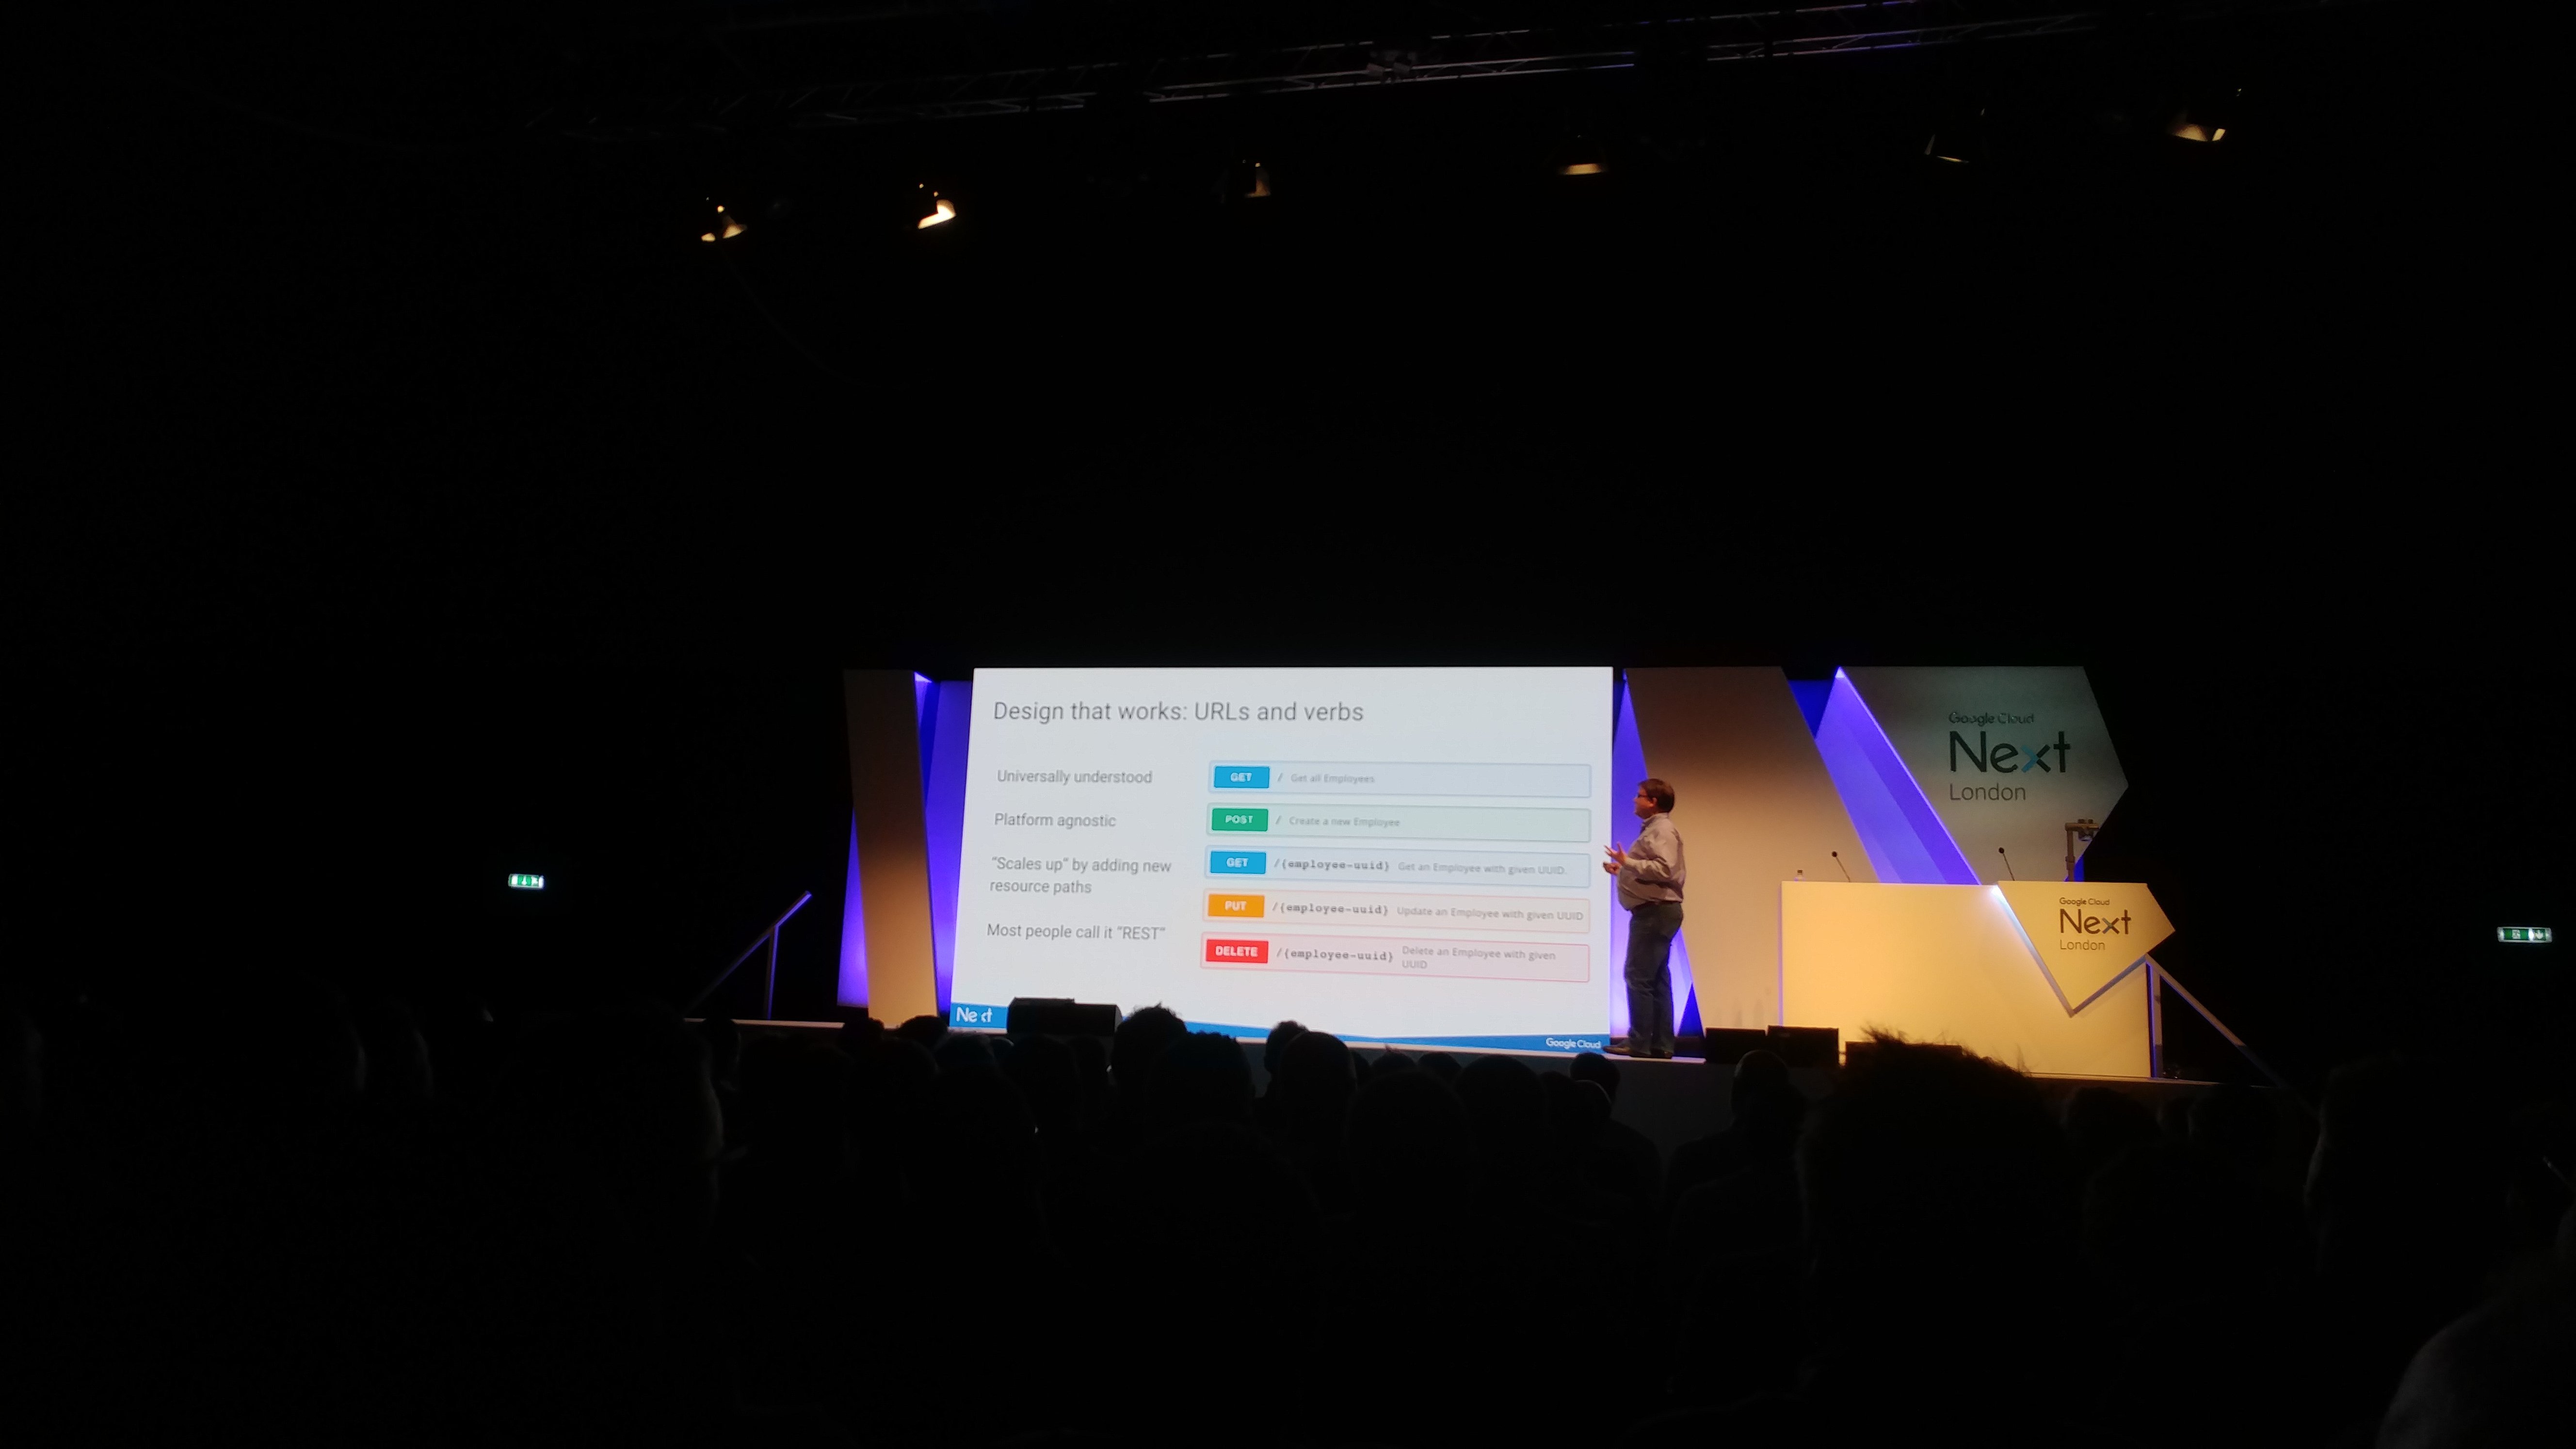 Design that works: URLs and verbs
Universally understood
Platform agnostic
“Scales up” by adding new
resource paths
Most people call it “REST”
GET / Get all Employees
POST / Create a new Employee
GET /{employee-uuid} Get an Employee with given UUID.
PUT /{employee-uuid} Update an Employee with given UUID
DELETE /{employee-uuid} Delete an Employee with given
UUID
Next
Google Cloud
Google Cloud
Next
London
Google Cloud
Next
London